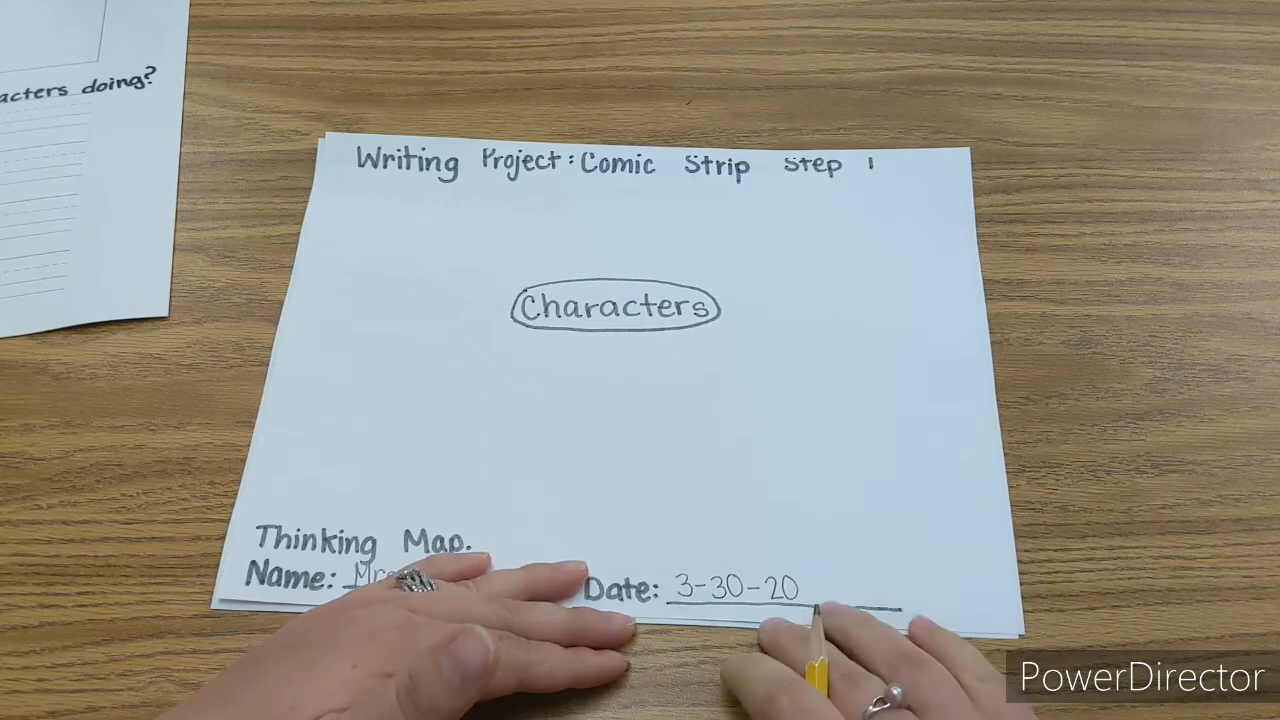 acters doing?
Writing Project: Comic Strip Step 1
Characters
Thinking Map.
Name: Date: 3-30-20
PowerDirector